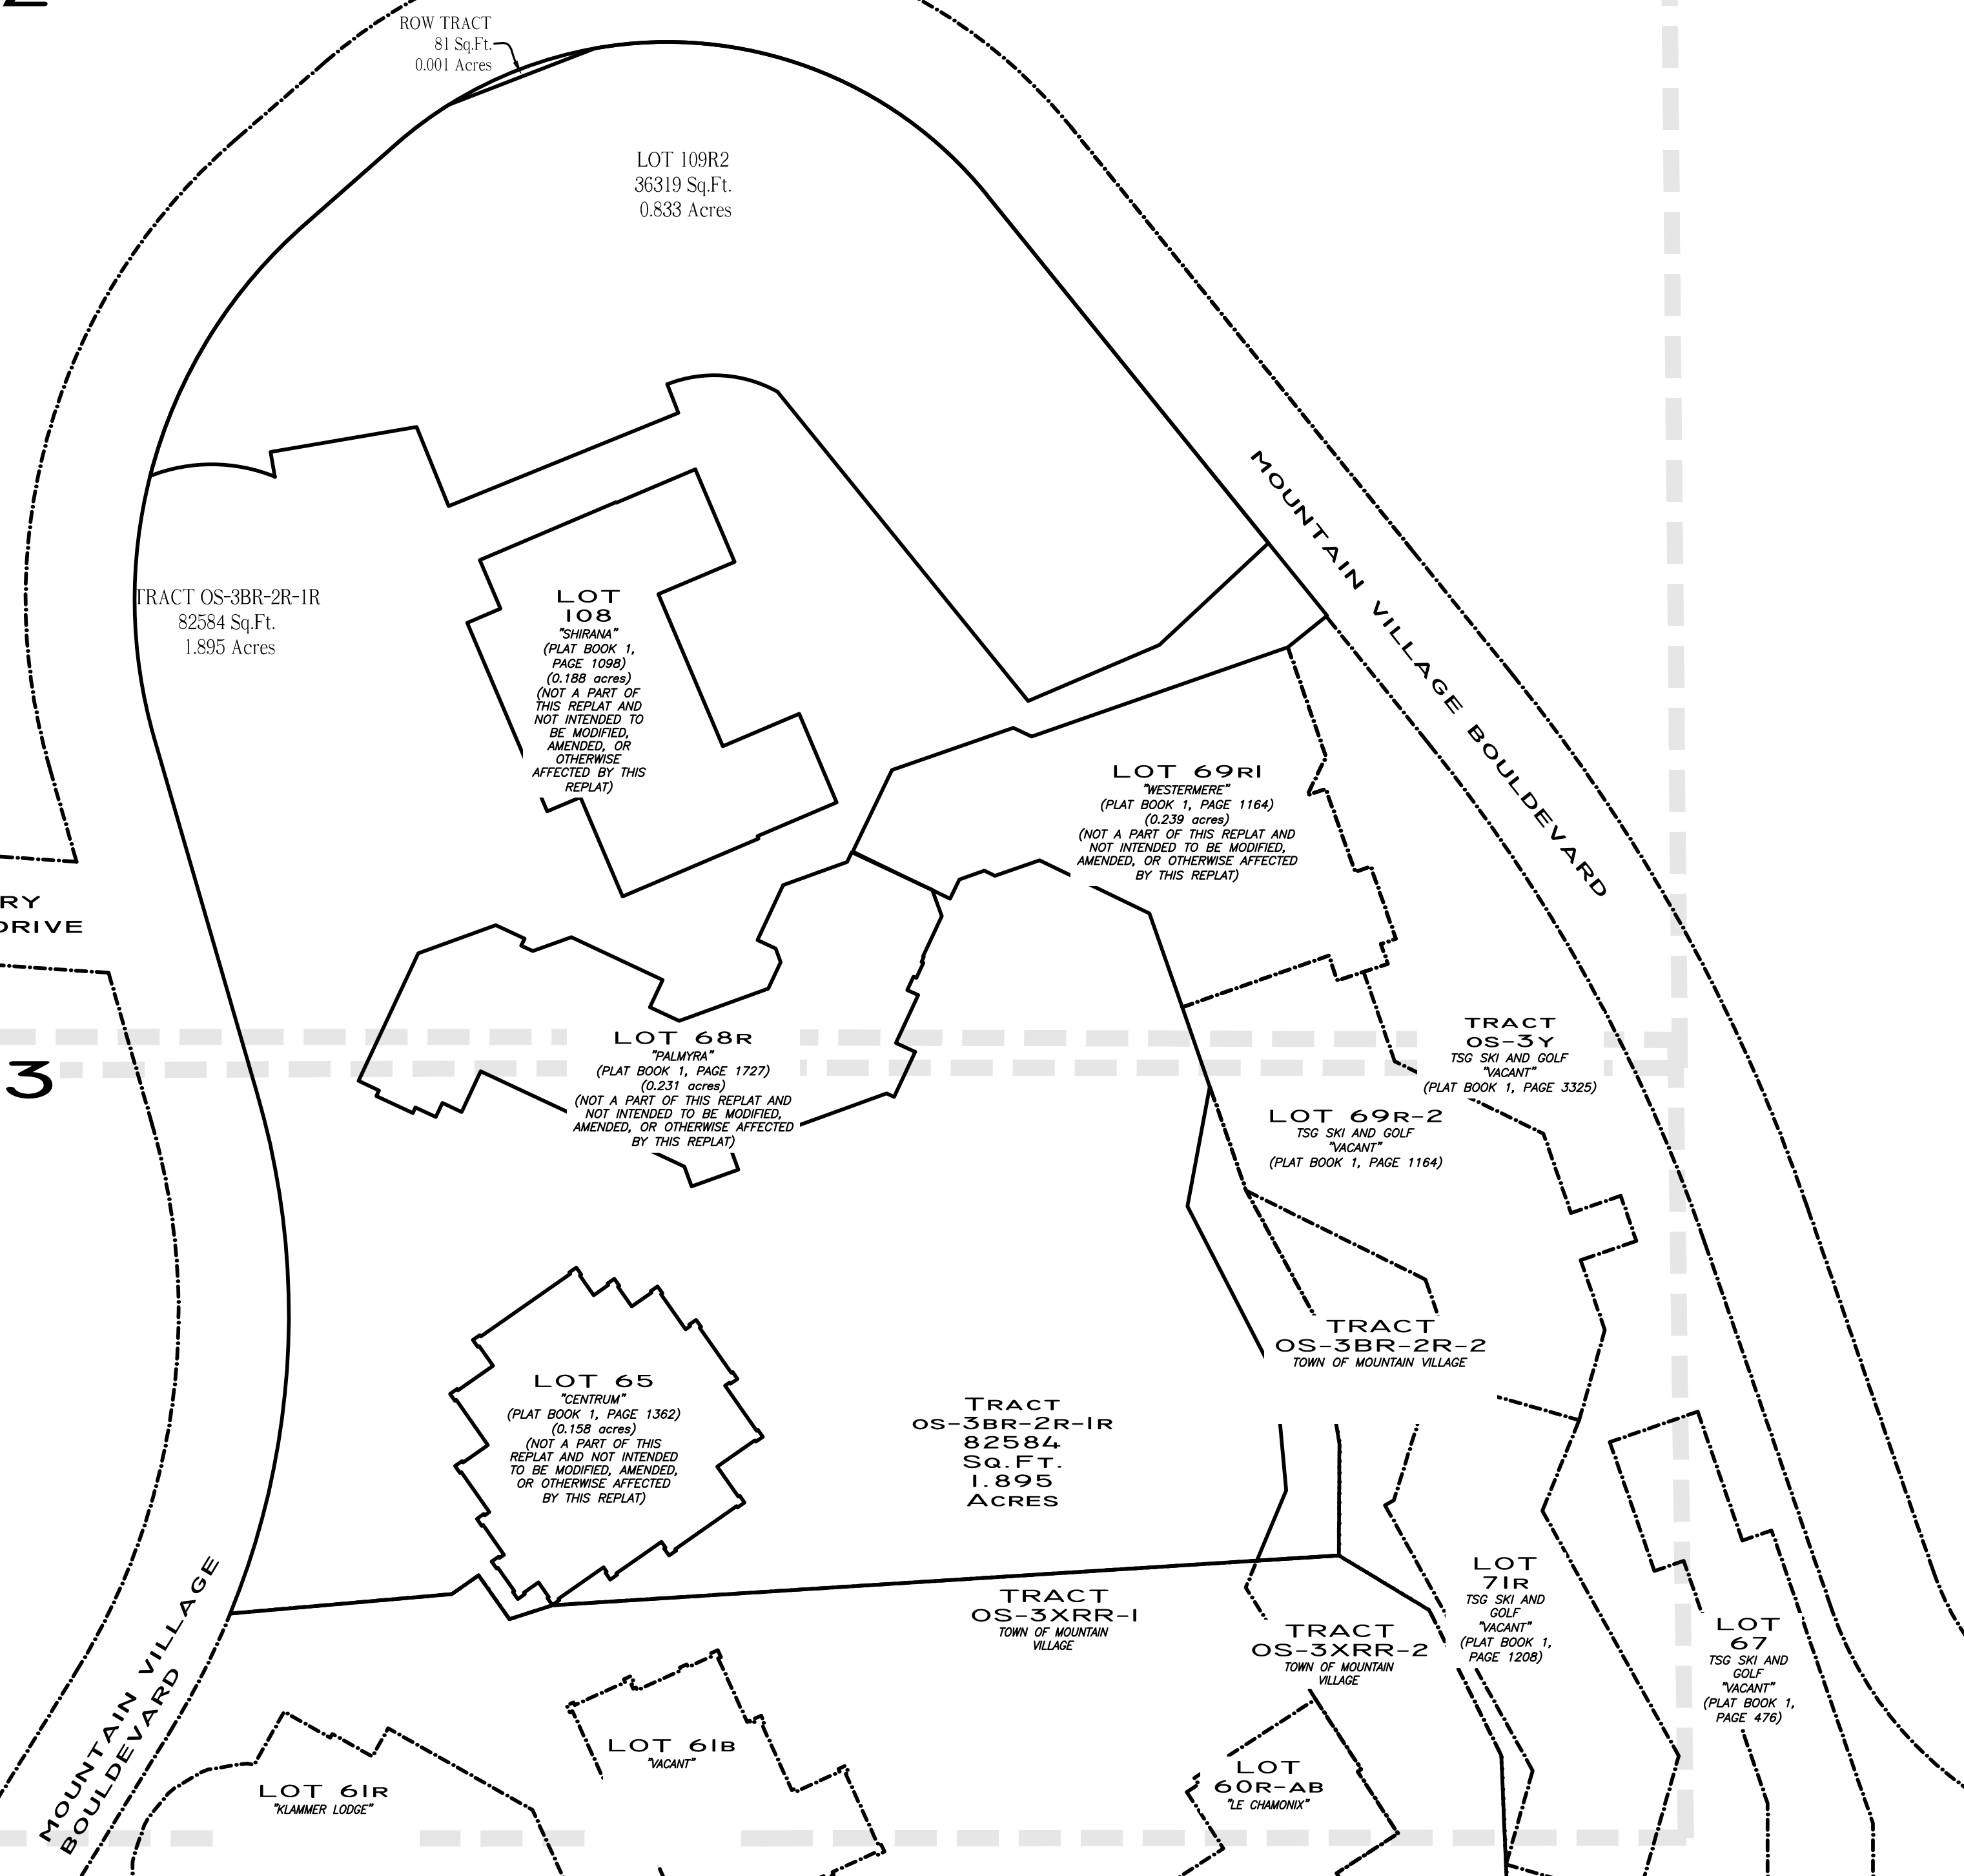 ROW TRACT
81 Sq.Ft.
0.001 Acres
LOT 109R2
36319 Sq.Ft.
0.833 Acres
MOUNTAIN VILLAGE BOULDEVARD
TRACT OS-3BR-2R-1R
82584 Sq.Ft.
1.895 Acres
LOT
108
"SHIRANA"
(PLAT BOOK 1,
PAGE 1098)
(0.188 acres)
(NOT A PART OF
THIS REPLAT AND
NOT INTENDED TO
BE MODIFIED,
AMENDED, OR
OTHERWISE
AFFECTED BY THIS
REPLAT)
LOT 69R1
"WESTERMERE"
(PLAT BOOK 1, PAGE 1164)
(0.239 acres)
(NOT A PART OF THIS REPLAT AND
NOT INTENDED TO BE MODIFIED,
AMENDED, OR OTHERWISE AFFECTED
BY THIS REPLAT)
RY
DRIVE
3
LOT 68R
"PALMYRA"
(PLAT BOOK 1, PAGE 1727)
(0.231 acres)
(NOT A PART OF THIS REPLAT AND
NOT INTENDED TO BE MODIFIED,
AMENDED, OR OTHERWISE AFFECTED
BY THIS REPLAT)
TRACT
OS-3Y
TSG SKI AND GOLF
"VACANT"
(PLAT BOOK 1, PAGE 3325)
LOT 69R-2
TSG SKI AND GOLF
"VACANT"
(PLAT BOOK 1, PAGE 1164)
TRACT
OS-3BR-2R-2
TOWN OF MOUNTAIN VILLAGE
LOT 65
"CENTRUM"
(PLAT BOOK 1, PAGE 1362)
(0.158 acres)
(NOT A PART OF THIS
REPLAT AND NOT INTENDED
TO BE MODIFIED, AMENDED,
OR OTHERWISE AFFECTED
BY THIS REPLAT)
TRACT
OS-3BR-2R-1R
82584
SQ.FT.
1.895
ACRES
TRACT
OS-3XRR-1
TOWN OF MOUNTAIN
VILLAGE
TRACT
OS-3XRR-2
TOWN OF MOUNTAIN
VILLAGE
LOT
71R
TSG SKI AND
GOLF
"VACANT"
(PLAT BOOK 1,
PAGE 1208)
LOT
67
TSG SKI AND
GOLF
"VACANT"
(PLAT BOOK 1,
PAGE 476)
MOUNTAIN VILLAGE
BOULDEVARD
LOT 61R
"KLAMMER LODGE"
LOT 61B
"VACANT"
LOT
60R-AB
"LE CHAMONIX"